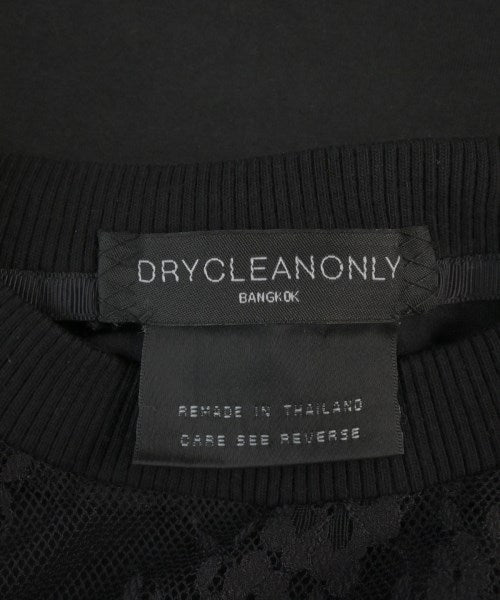 DRYCLEANONLY
BANGKOK
REMADE IN THAILAND
CARE SEE REVERSE